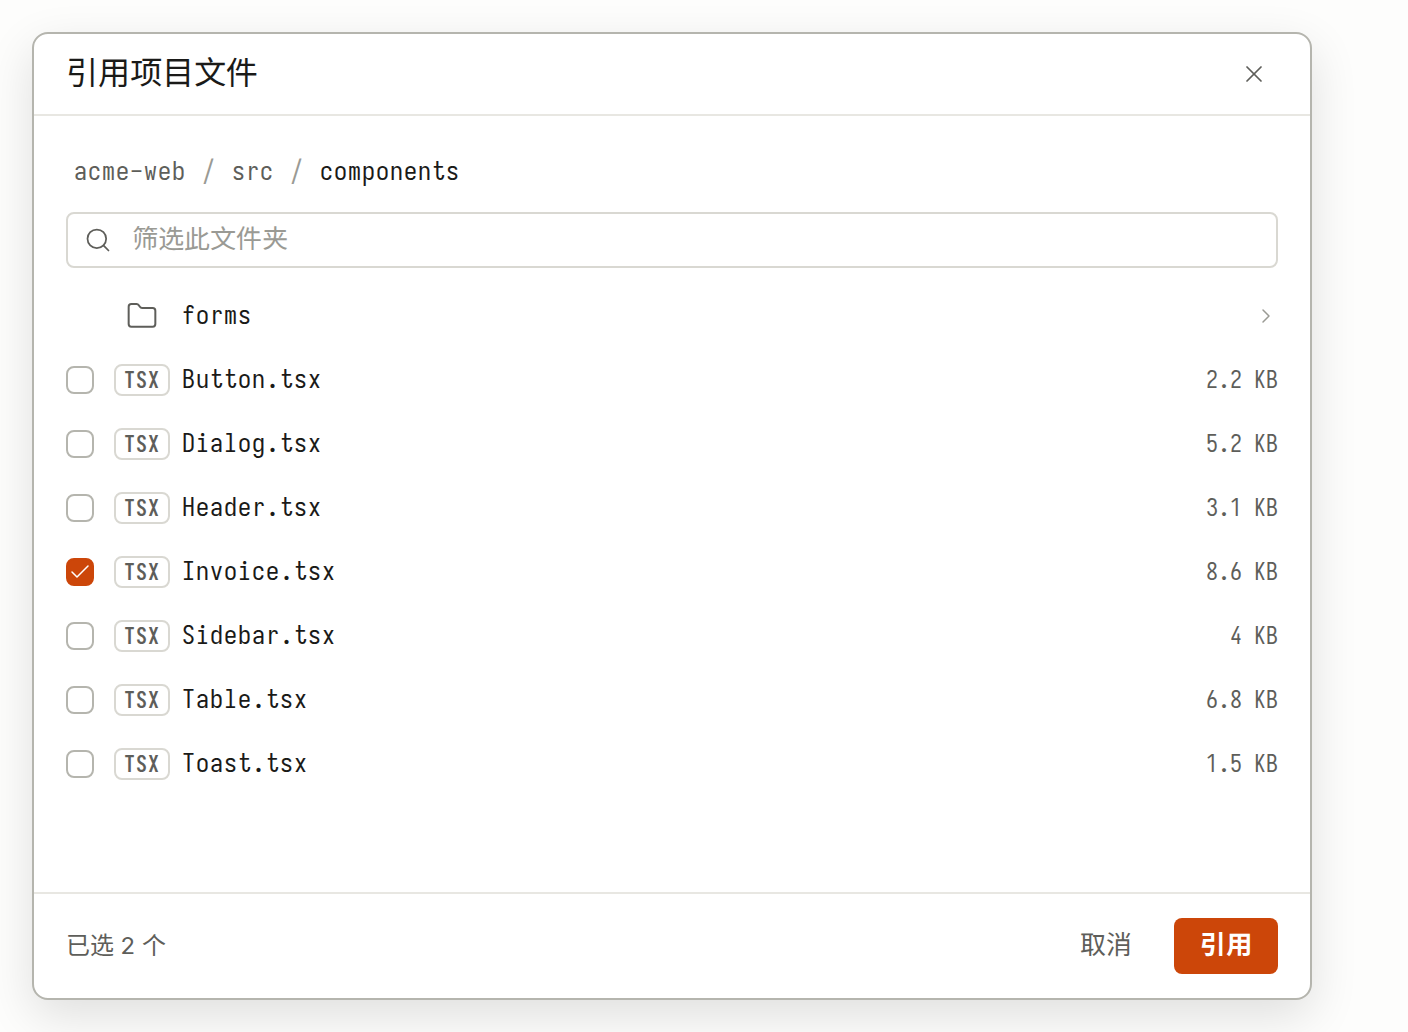 引用项目文件
acme-web / src / components
筛选此文件夹
forms
TSX Button.tsx 2.2 KB
TSX Dialog.tsx 5.2 KB
TSX Header.tsx 3.1 KB
TSX Invoice.tsx 8.6 KB
TSX Sidebar.tsx 4 KB
TSX Table.tsx 6.8 KB
TSX Toast.tsx 1.5 KB
已选 2 个 取消 引用